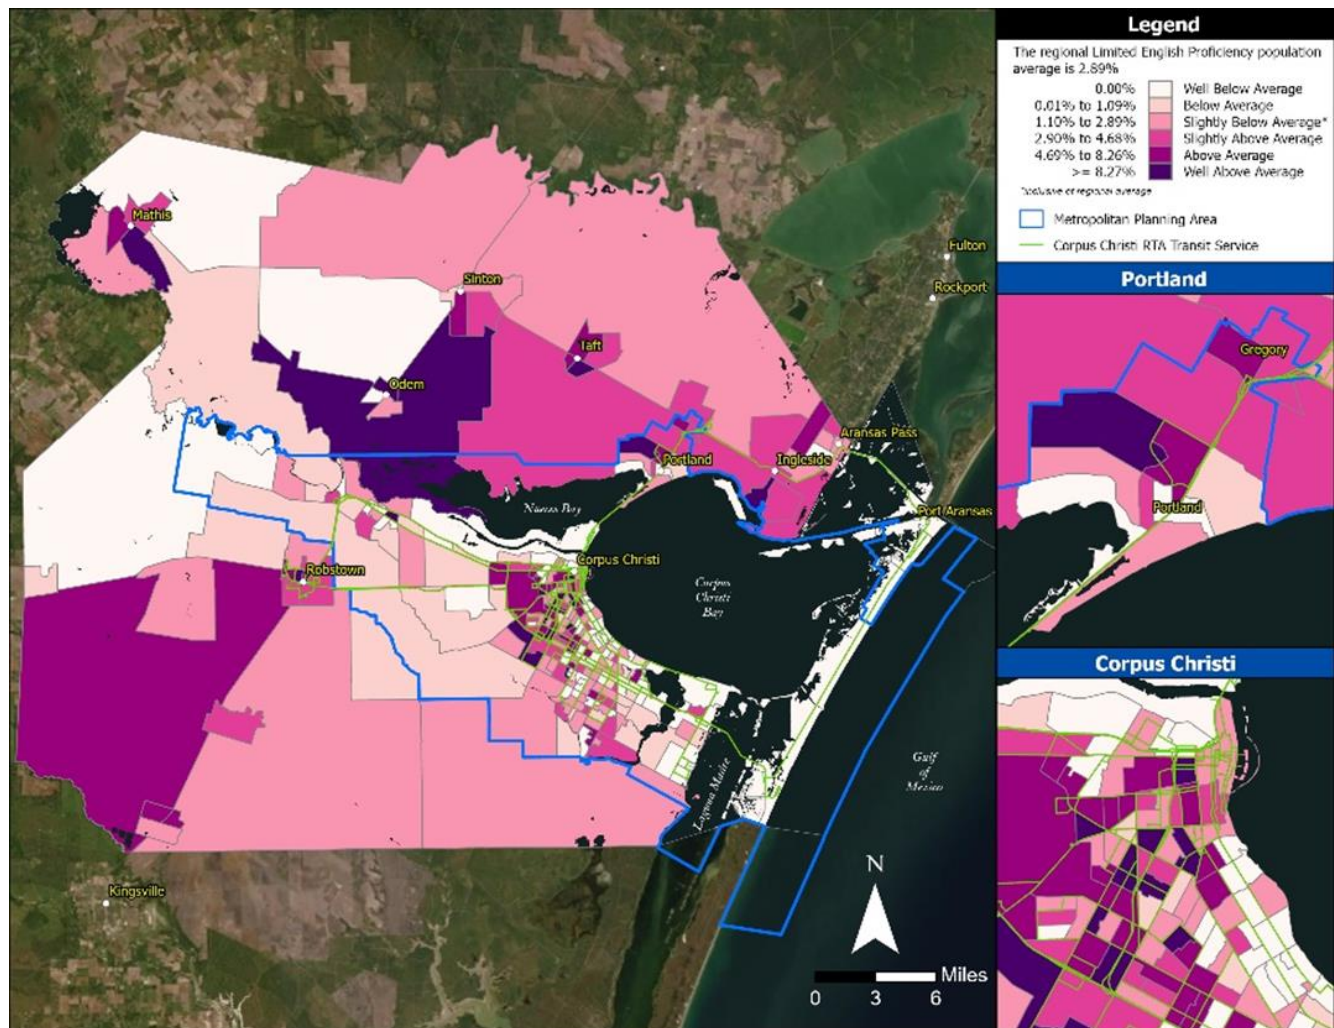 Legend
The regional Limited English Proficiency population
average is 2.89%
0.00% Well Below Average
0.01% to 1.09% Below Average
1.10% to 2.89% Slightly Below Average*
2.90% to 4.68% Slightly Above Average
4.69% to 8.26% Above Average
>= 8.27% Well Above Average
*Inclusive of regional average
Metropolitan Planning Area
Corpus Christi RTA Transit Service
Mathis
Fulton
Rockport
Sinton
Taft
Odem
Aransas Pass
Portland
Ingleside
Nueces Bay
Port Aransas
Corpus Christi
Robstown
Corpus
Christi
Bay
Gulf
of
Mexico
Laguna Madre
Kingsville
N
Miles
0 3 6
Portland
Gregory
Portland
Corpus Christi